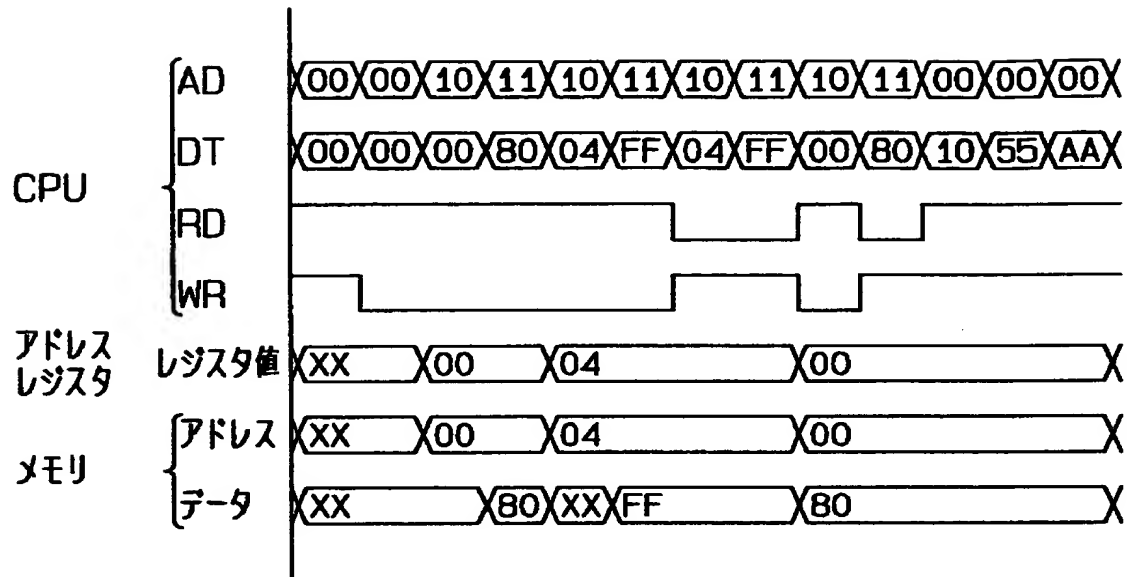 AD 00 00 10 11 10 11 10 11 10 11 00 00 00
DT 00 00 00 80 04 FF 04 FF 00 80 10 55 AA
CPU
RD
WR
アドレス
レジスタ
レジスタ値 XX 00 04 00
メモリ
アドレス XX 00 04 00
データ XX 80 XX FF 80